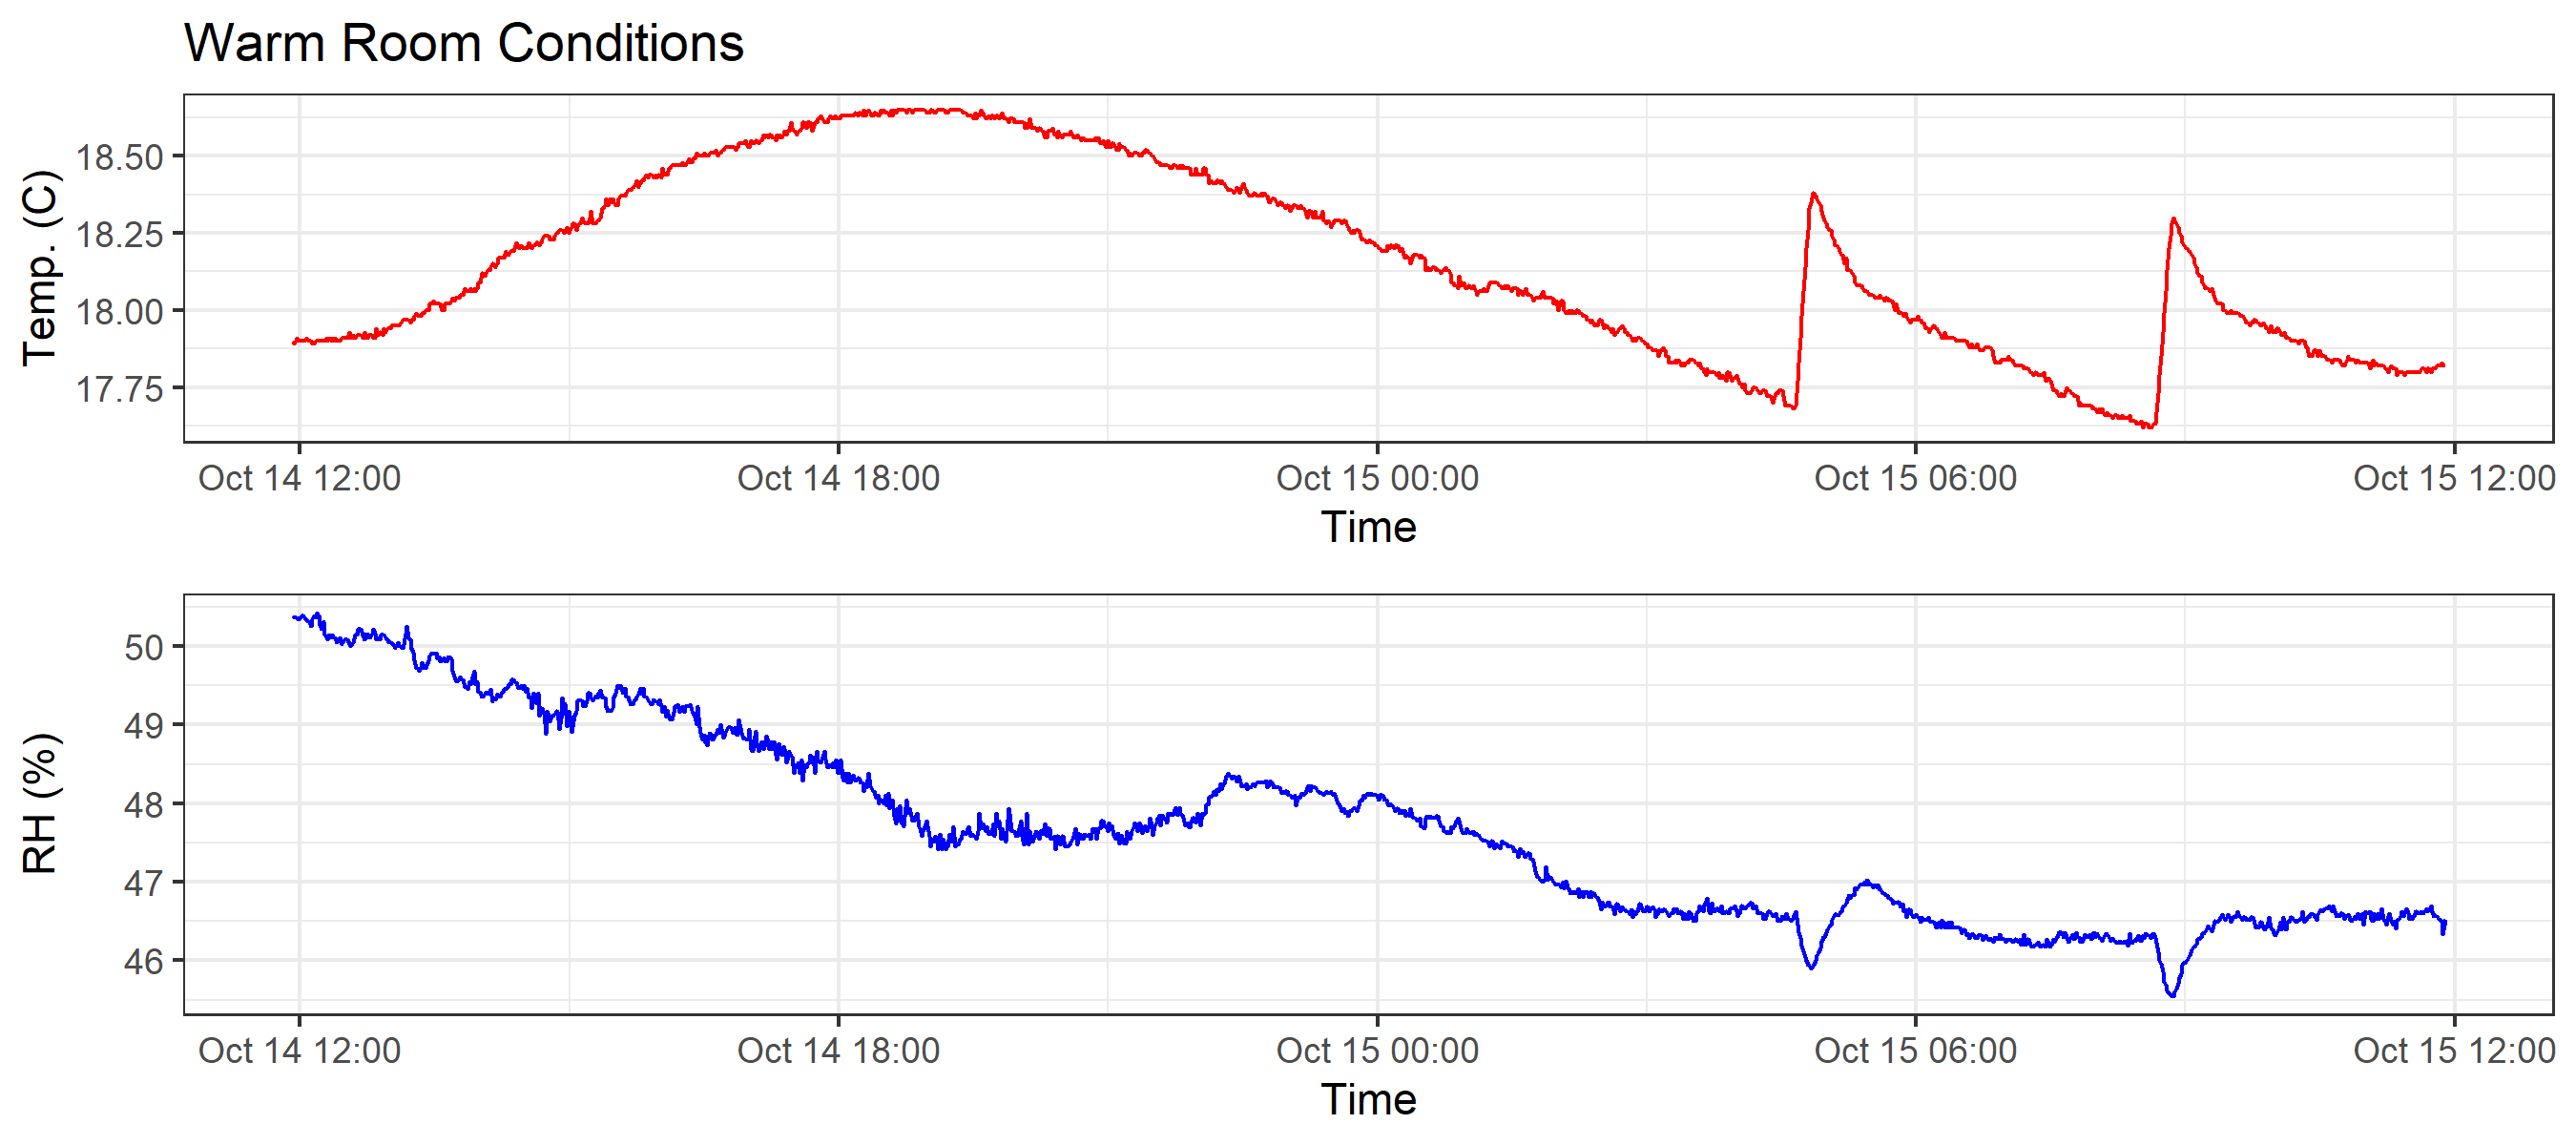 Warm Room Conditions
Temp. (C)
18.50
18.25
18.00
17.75
Oct 14 12:00 Oct 14 18:00 Oct 15 00:00 Oct 15 06:00 Oct 15 12:00
Time
RH (%)
50
49
48
47
46
Oct 14 12:00 Oct 14 18:00 Oct 15 00:00 Oct 15 06:00 Oct 15 12:00
Time